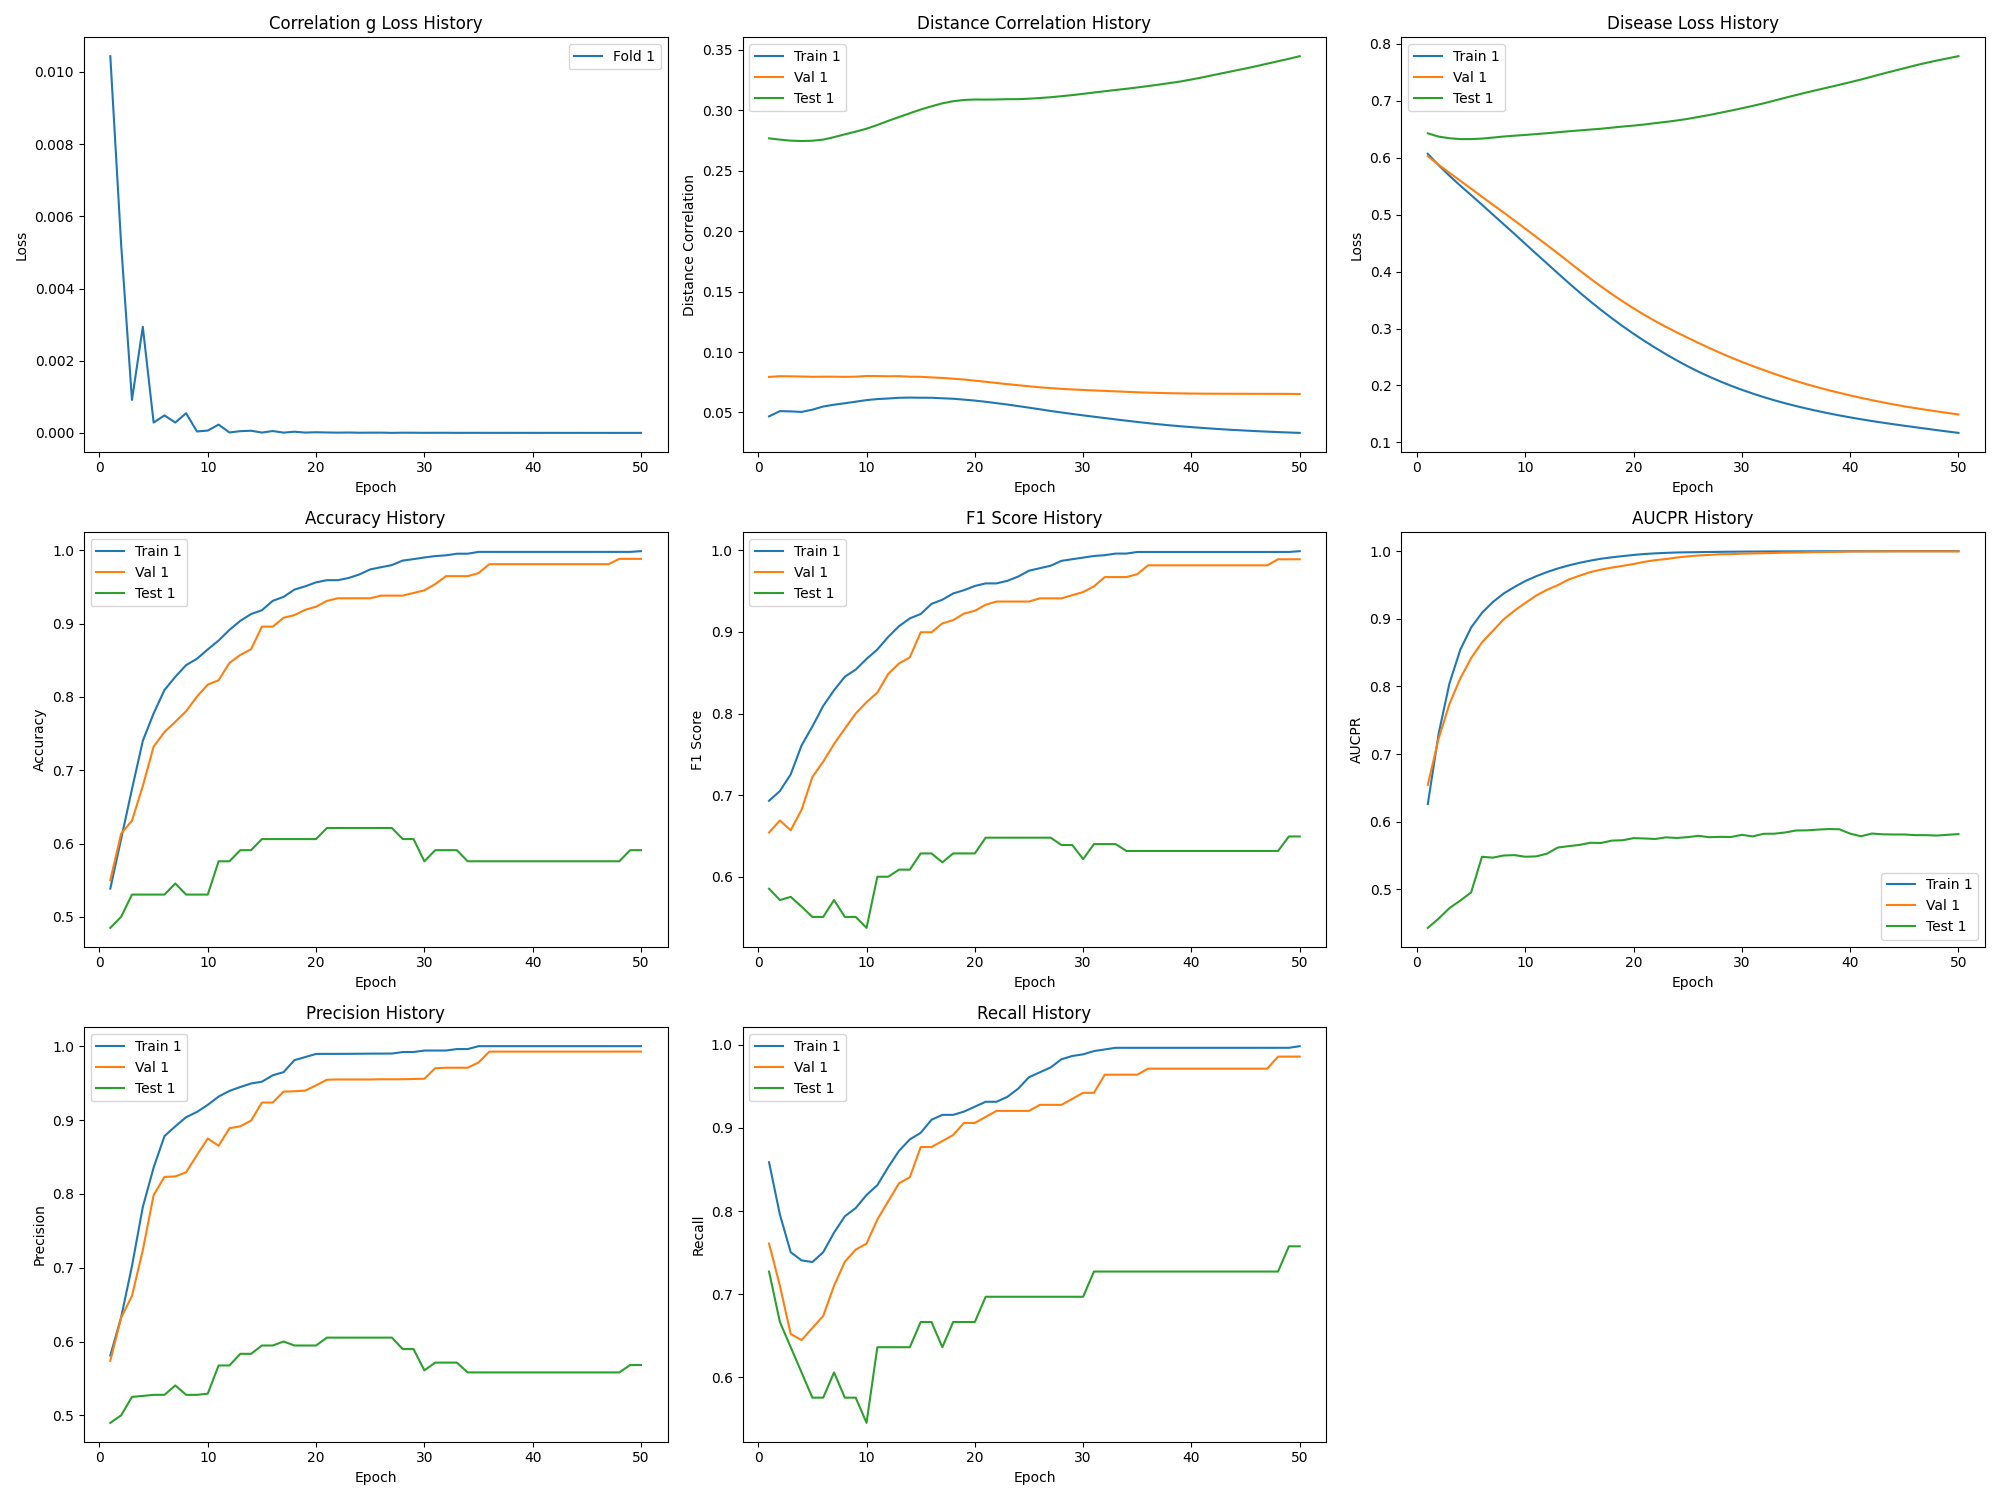 Correlation g Loss History
Fold 1
0.010
0.008
0.006
0.004
0.002
0.000
Loss
0 10 20 30 40 50
Epoch
Distance Correlation History
Train 1
Val 1
Test 1
0.35
0.30
0.25
0.20
0.15
0.10
0.05
Distance Correlation
0 10 20 30 40 50
Epoch
Disease Loss History
Train 1
Val 1
Test 1
0.8
0.7
0.6
0.5
0.4
0.3
0.2
0.1
Loss
0 10 20 30 40 50
Epoch
Accuracy History
Train 1
Val 1
Test 1
1.0
0.9
0.8
0.7
0.6
0.5
Accuracy
0 10 20 30 40 50
Epoch
F1 Score History
Train 1
Val 1
Test 1
1.0
0.9
0.8
0.7
0.6
F1 Score
0 10 20 30 40 50
Epoch
AUCPR History
1.0
0.9
0.8
0.7
0.6
0.5
AUCPR
Train 1
Val 1
Test 1
0 10 20 30 40 50
Epoch
Precision History
Train 1
Val 1
Test 1
1.0
0.9
0.8
0.7
0.6
0.5
Precision
0 10 20 30 40 50
Epoch
Recall History
Train 1
Val 1
Test 1
1.0
0.9
0.8
0.7
0.6
Recall
0 10 20 30 40 50
Epoch